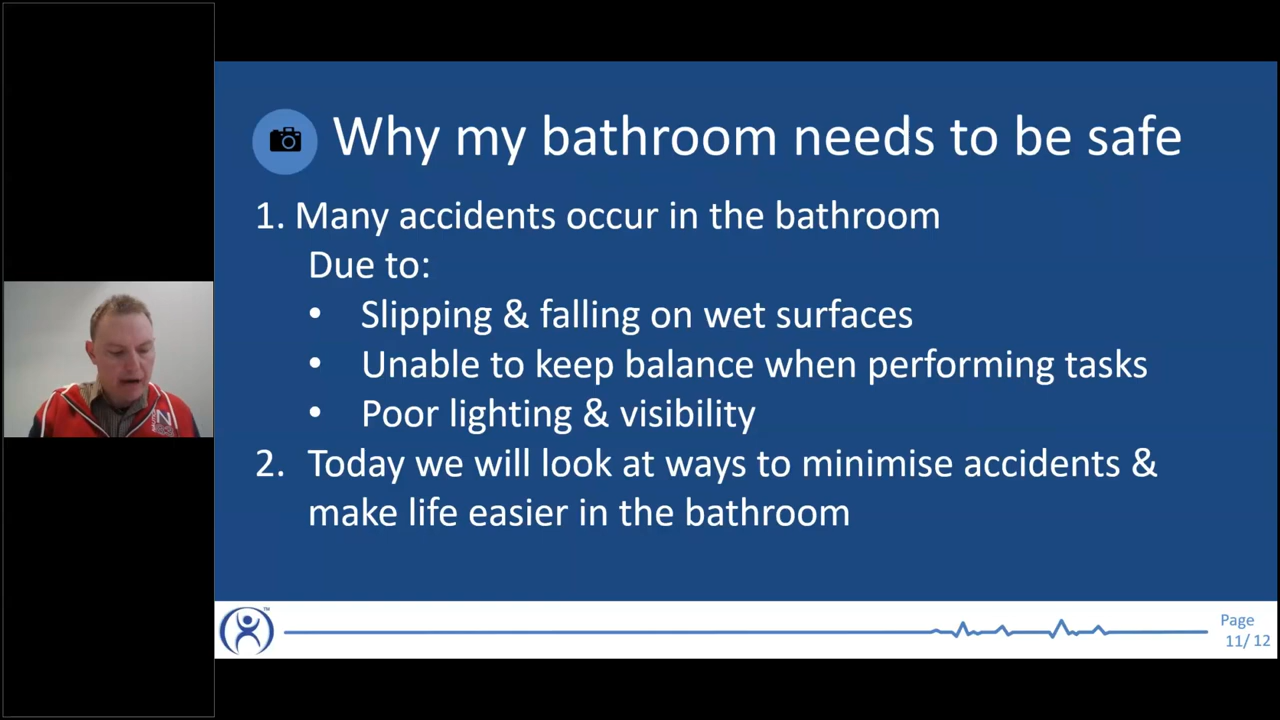 Why my bathroom needs to be safe
1. Many accidents occur in the bathroom
Due to:
• Slipping & falling on wet surfaces
• Unable to keep balance when performing tasks
• Poor lighting & visibility
2. Today we will look at ways to minimise accidents &
make life easier in the bathroom
TM
Page
11/ 12